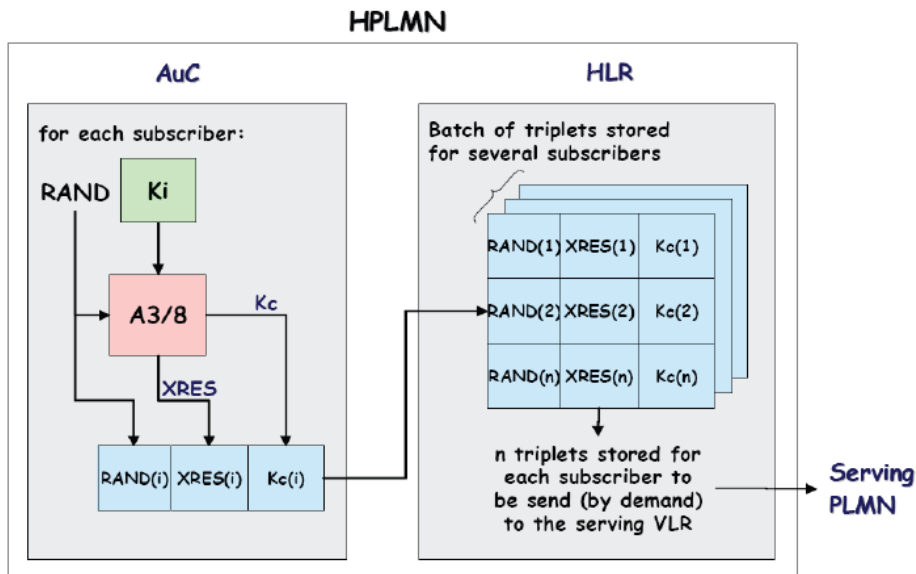 HPLMN
AuC
for each subscriber:
RAND
Ki
A3/8
Kc
XRES
RAND(i) XRES(i) Kc(i)
HLR
Batch of triplets stored
for several subscribers
RAND(1) XRES(1) Kc(1)
RAND(2) XRES(2) Kc(2)
RAND(n) XRES(n) Kc(n)
n triplets stored for
each subscriber to
be send (by demand)
to the serving VLR
Serving
PLMN